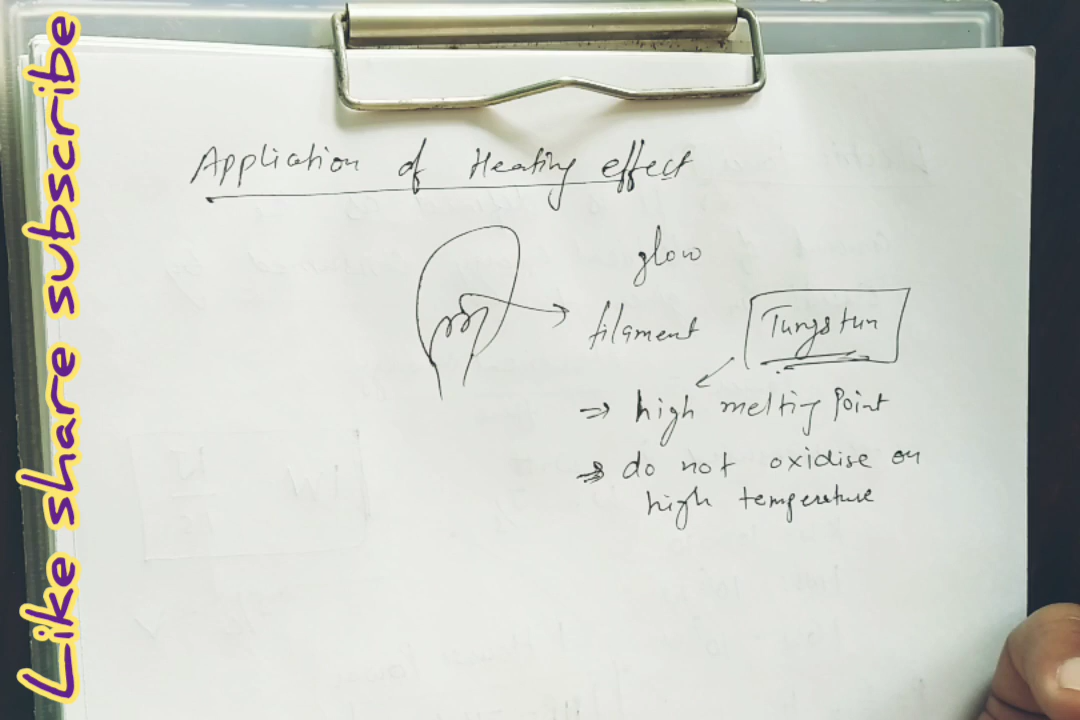 Like share subscribe
Application of Heating effect
glow
filament Tungstun
⇒ high melting Point
⇒ do not oxidise on
high temperature